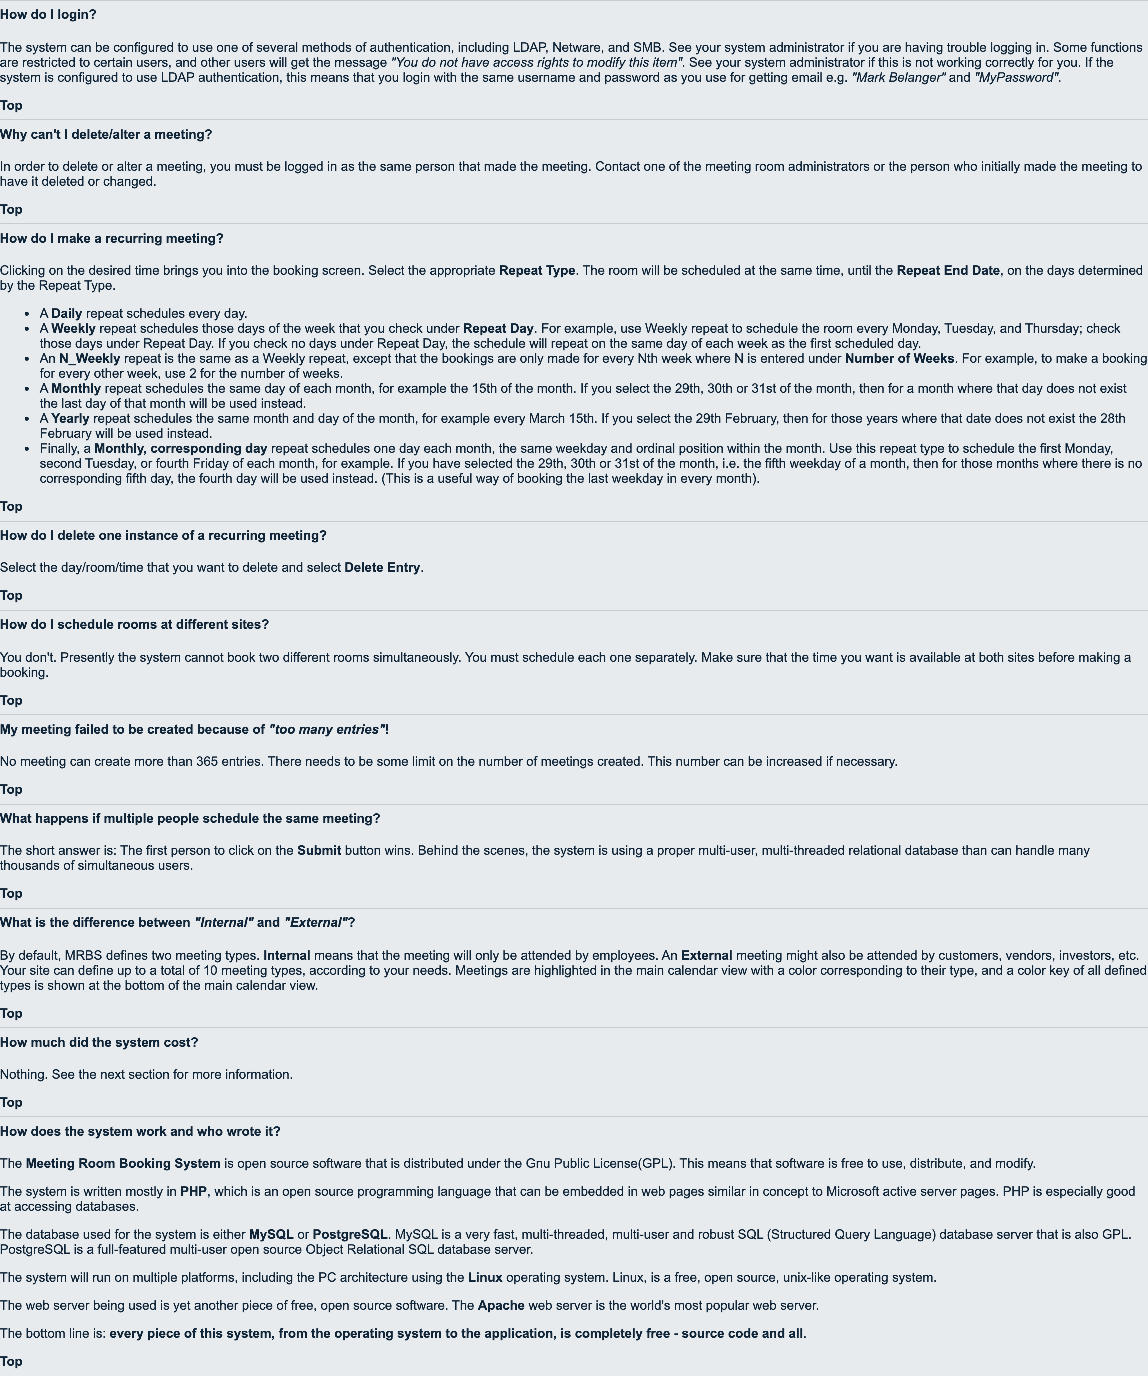 How do I login?
The system can be configured to use one of several methods of authentication, including LDAP, Netware, and SMB. See your system administrator if you are having trouble logging in. Some functions
are restricted to certain users, and other users will get the message "You do not have access rights to modify this item". See your system administrator if this is not working correctly for you. If the
system is configured to use LDAP authentication, this means that you login with the same username and password as you use for getting email e.g. "Mark Belanger" and "MyPassword".
Top
Why can't I delete/alter a meeting?
In order to delete or alter a meeting, you must be logged in as the same person that made the meeting. Contact one of the meeting room administrators or the person who initially made the meeting to
have it deleted or changed.
Top
How do I make a recurring meeting?
Clicking on the desired time brings you into the booking screen. Select the appropriate Repeat Type. The room will be scheduled at the same time, until the Repeat End Date, on the days determined
by the Repeat Type.
• A Daily repeat schedules every day.
• A Weekly repeat schedules those days of the week that you check under Repeat Day. For example, use Weekly repeat to schedule the room every Monday, Tuesday, and Thursday; check
those days under Repeat Day. If you check no days under Repeat Day, the schedule will repeat on the same day of each week as the first scheduled day.
• An N_Weekly repeat is the same as a Weekly repeat, except that the bookings are only made for every Nth week where N is entered under Number of Weeks. For example, to make a booking
for every other week, use 2 for the number of weeks.
• A Monthly repeat schedules the same day of each month, for example the 15th of the month. If you select the 29th, 30th or 31st of the month, then for a month where that day does not exist
the last day of that month will be used instead.
• A Yearly repeat schedules the same month and day of the month, for example every March 15th. If you select the 29th February, then for those years where that date does not exist the 28th
February will be used instead.
• Finally, a Monthly, corresponding day repeat schedules one day each month, the same weekday and ordinal position within the month. Use this repeat type to schedule the first Monday,
second Tuesday, or fourth Friday of each month, for example. If you have selected the 29th, 30th or 31st of the month, i.e. the fifth weekday of a month, then for those months where there is no
corresponding fifth day, the fourth day will be used instead. (This is a useful way of booking the last weekday in every month).
Top
How do I delete one instance of a recurring meeting?
Select the day/room/time that you want to delete and select Delete Entry.
Top
How do I schedule rooms at different sites?
You don't. Presently the system cannot book two different rooms simultaneously. You must schedule each one separately. Make sure that the time you want is available at both sites before making a
booking.
Top
My meeting failed to be created because of "too many entries"!
No meeting can create more than 365 entries. There needs to be some limit on the number of meetings created. This number can be increased if necessary.
Top
What happens if multiple people schedule the same meeting?
The short answer is: The first person to click on the Submit button wins. Behind the scenes, the system is using a proper multi-user, multi-threaded relational database than can handle many
thousands of simultaneous users.
Top
What is the difference between "Internal" and "External"?
By default, MRBS defines two meeting types. Internal means that the meeting will only be attended by employees. An External meeting might also be attended by customers, vendors, investors, etc.
Your site can define up to a total of 10 meeting types, according to your needs. Meetings are highlighted in the main calendar view with a color corresponding to their type, and a color key of all defined
types is shown at the bottom of the main calendar view.
Top
How much did the system cost?
Nothing. See the next section for more information.
Top
How does the system work and who wrote it?
The Meeting Room Booking System is open source software that is distributed under the Gnu Public License(GPL). This means that software is free to use, distribute, and modify.
The system is written mostly in PHP, which is an open source programming language that can be embedded in web pages similar in concept to Microsoft active server pages. PHP is especially good
at accessing databases.
The database used for the system is either MySQL or PostgreSQL. MySQL is a very fast, multi-threaded, multi-user and robust SQL (Structured Query Language) database server that is also GPL.
PostgreSQL is a full-featured multi-user open source Object Relational SQL database server.
The system will run on multiple platforms, including the PC architecture using the Linux operating system. Linux, is a free, open source, unix-like operating system.
The web server being used is yet another piece of free, open source software. The Apache web server is the world's most popular web server.
The bottom line is: every piece of this system, from the operating system to the application, is completely free - source code and all.
Top